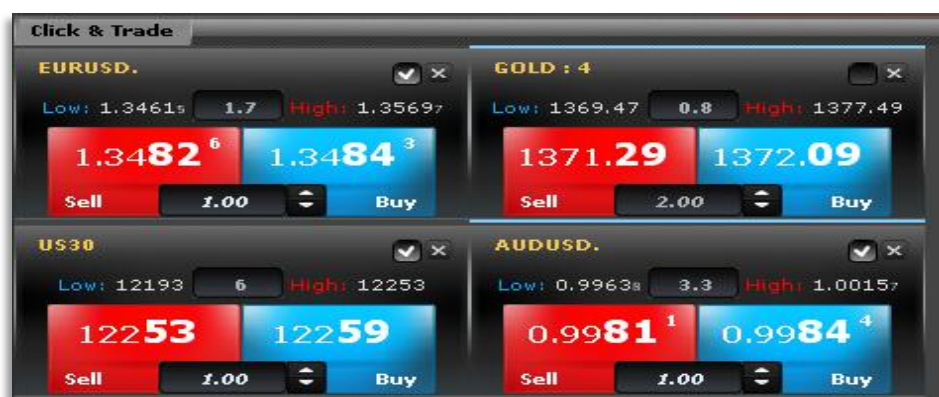 Click & Trade
EURUSD.
Low: 1.34615 1.7 High: 1.35697
1.34826 1.34843
Sell 1.00 Buy
GOLD : 4
Low: 1369.47 0.8 High: 1377.49
1371.29 1372.09
Sell 2.00 Buy
US30
Low: 12193 6 High: 12253
12253 12259
Sell 1.00 Buy
AUDUSD.
Low: 0.99638 3.3 High: 1.00157
0.99811 0.99844
Sell 1.00 Buy